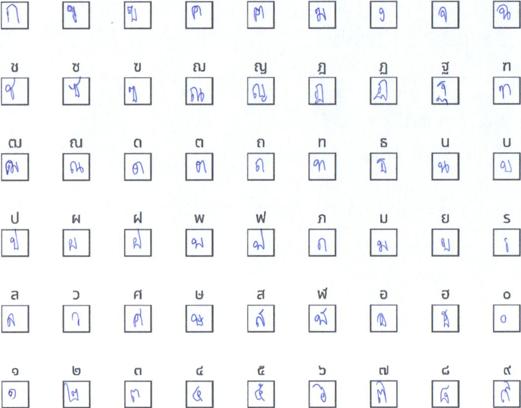 ก ข ฃ ค ฅ ฆ ง จ ฉ
ช ซ ฃ ฌ ญ ฎ ฏ ฐ ฑ
ช ซ ฃ ฌ ญ ฎ ฏ ฐ ฑ
ฒ ณ ด ต ถ ท ธ น บ
ฒ ณ ด ต ถ ท ธ น บ
ป ผ ฝ พ ฟ ภ ม ย ร
ป ผ ฝ พ ฟ ภ ม ย ร
ล ว ศ ษ ส ฬ อ ฮ ๐
ล ว ศ ษ ส ฬ อ ฮ ๐
๑ ๒ ๓ ๔ ๕ ๖ ๗ ๘ ๙
๑ ๒ ๓ ๔ ๕ ๖ ๗ ๘ ๙